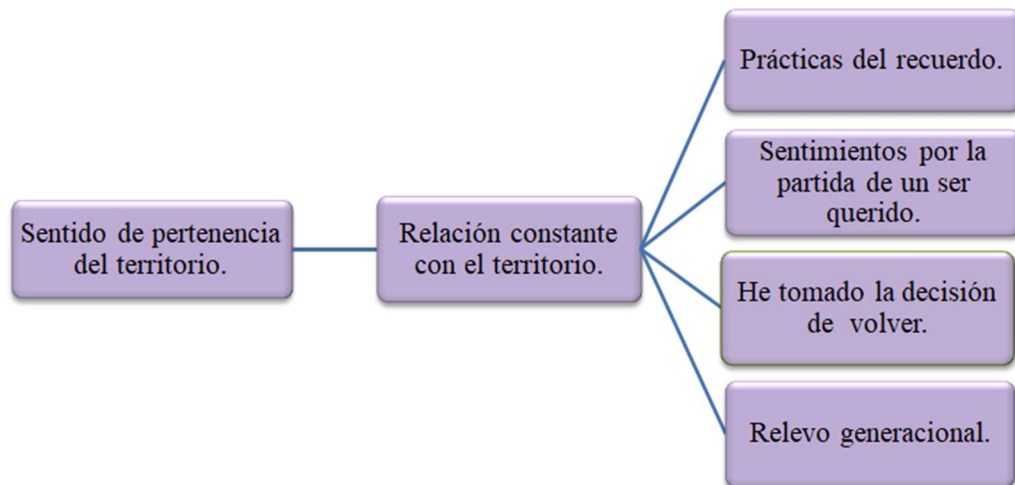 Sentido de pertenencia
del territorio.
Relación constante
con el territorio.
Prácticas del recuerdo.
Sentimientos por la
partida de un ser
querido.
He tomado la decisión
de volver.
Relevo generacional.